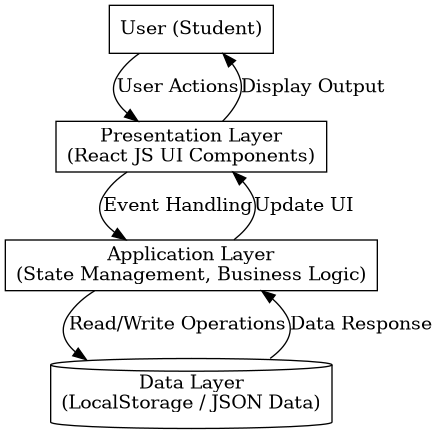 User (Student)
User Actions
Display Output
Presentation Layer
(React JS UI Components)
Event Handling
Update UI
Application Layer
(State Management, Business Logic)
Read/Write Operations
Data Response
Data Layer
(LocalStorage / JSON Data)